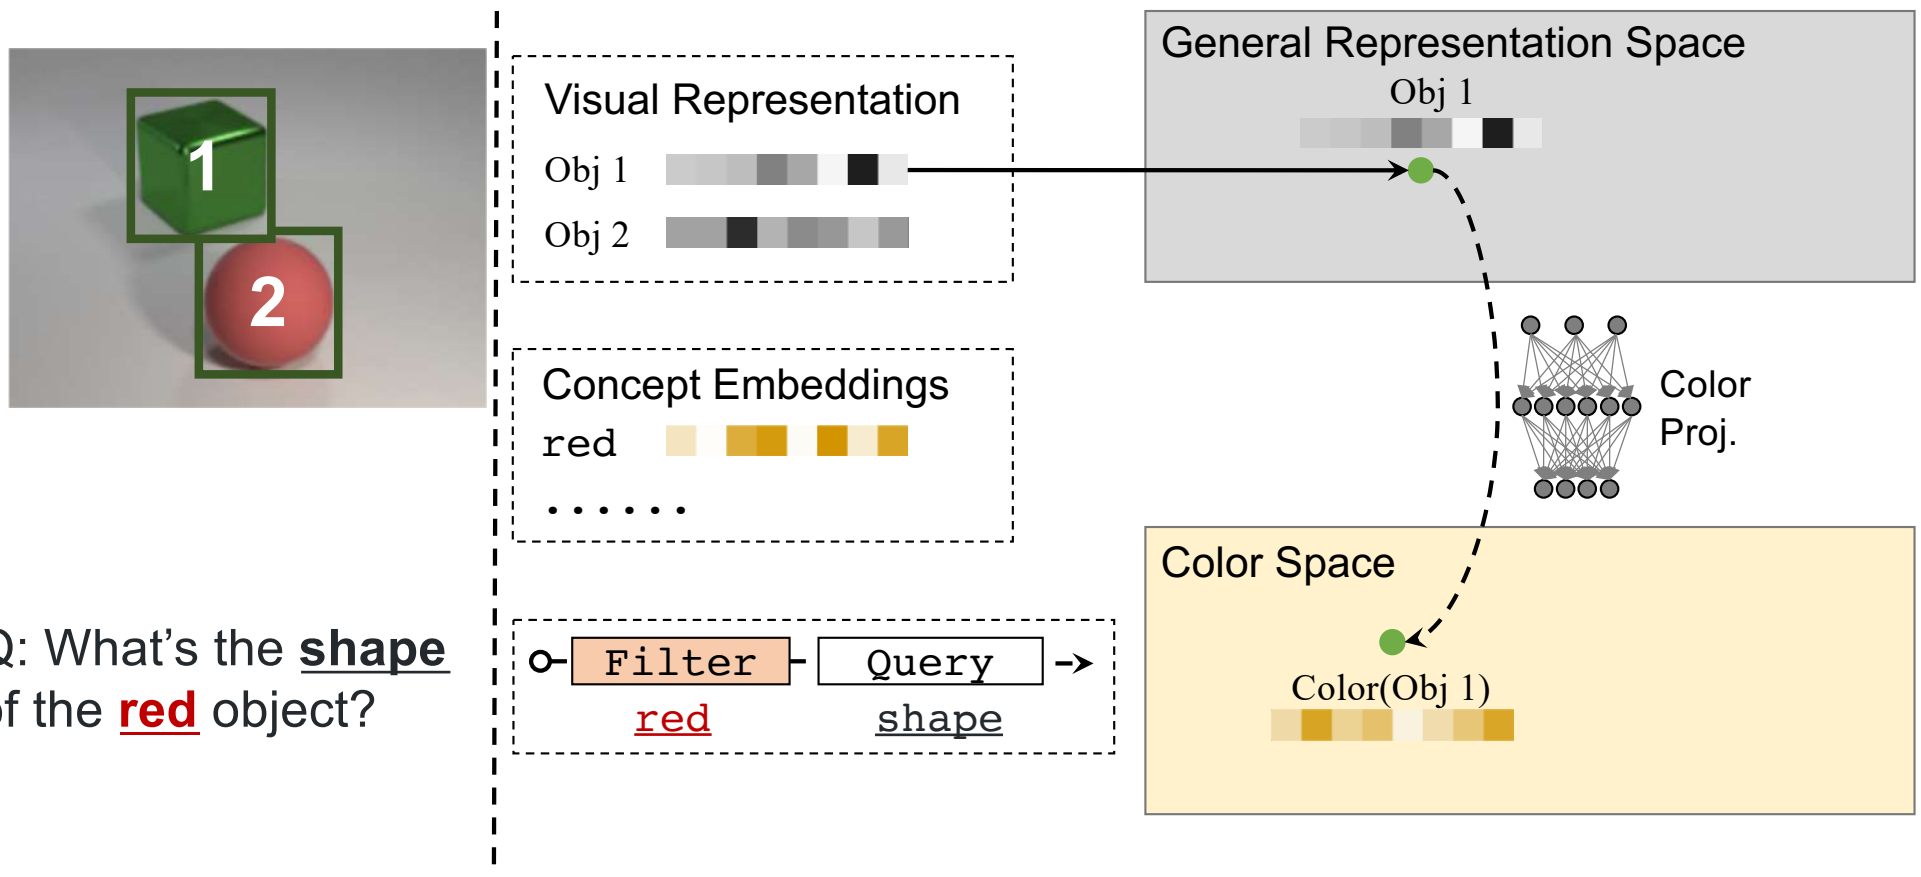 1
2
Q: What's the shape
of the red object?
Visual Representation
Obj 1
Obj 2
Concept Embeddings
red
......
Filter
Query
red
shape
General Representation Space
Obj 1
Color
Proj.
Color Space
Color(Obj 1)